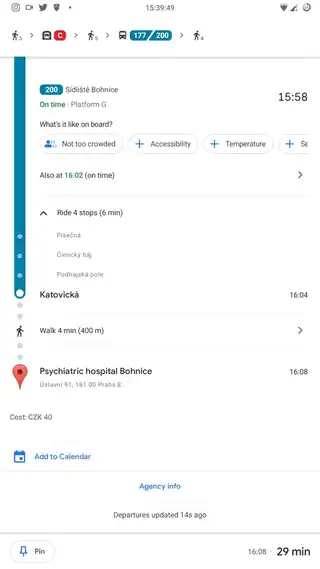 15:39:49
3 > C > 5 > 177 / 200 > 4
200 Sídliště Bohnice
15:58
On time · Platform G
What's it like on board?
Not too crowded
Accessibility
Temperature
Se
Also at 16:02 (on time)
Ride 4 stops (6 min)
Písečná
Čimický háj
Podhajská pole
Katovická 16:04
Walk 4 min (400 m)
Psychiatric hospital Bohnice 16:08
Ústavní 91, 181 00 Praha 8
Cost: CZK 40
Add to Calendar
Agency info
Departures updated 14s ago
Pin
16:08 · 29 min